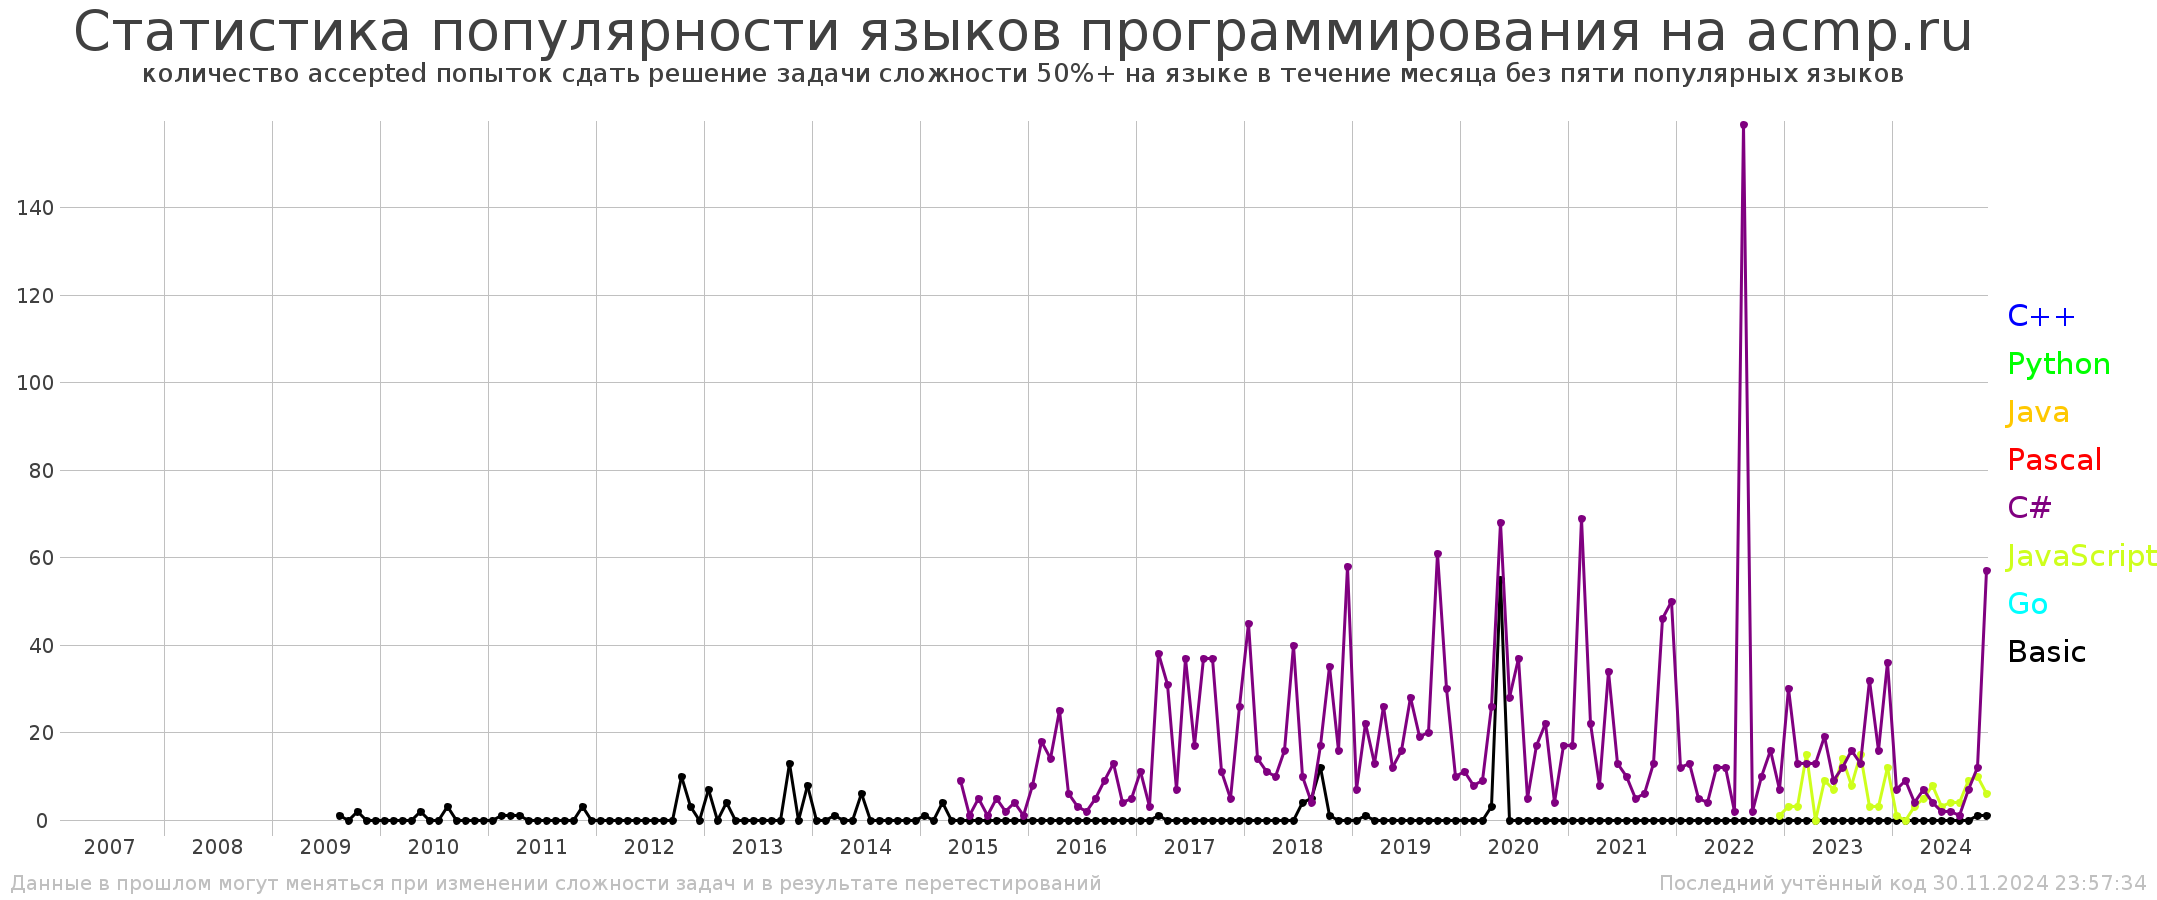 Статистика популярности языков программирования на acmp.ru
количество accepted попыток сдать решение задачи сложности 50%+ на языке в течение месяца без пяти популярных языков
140
120
100
80
60
40
20
0
C++
Python
Java
Pascal
C#
JavaScript
Go
Basic
2007 2008 2009 2010 2011 2012 2013 2014 2015 2016 2017 2018 2019 2020 2021 2022 2023 2024
Данные в прошлом могут меняться при изменении сложности задач и в результате перетестирований
Последний учтённый код 30.11.2024 23:57:34